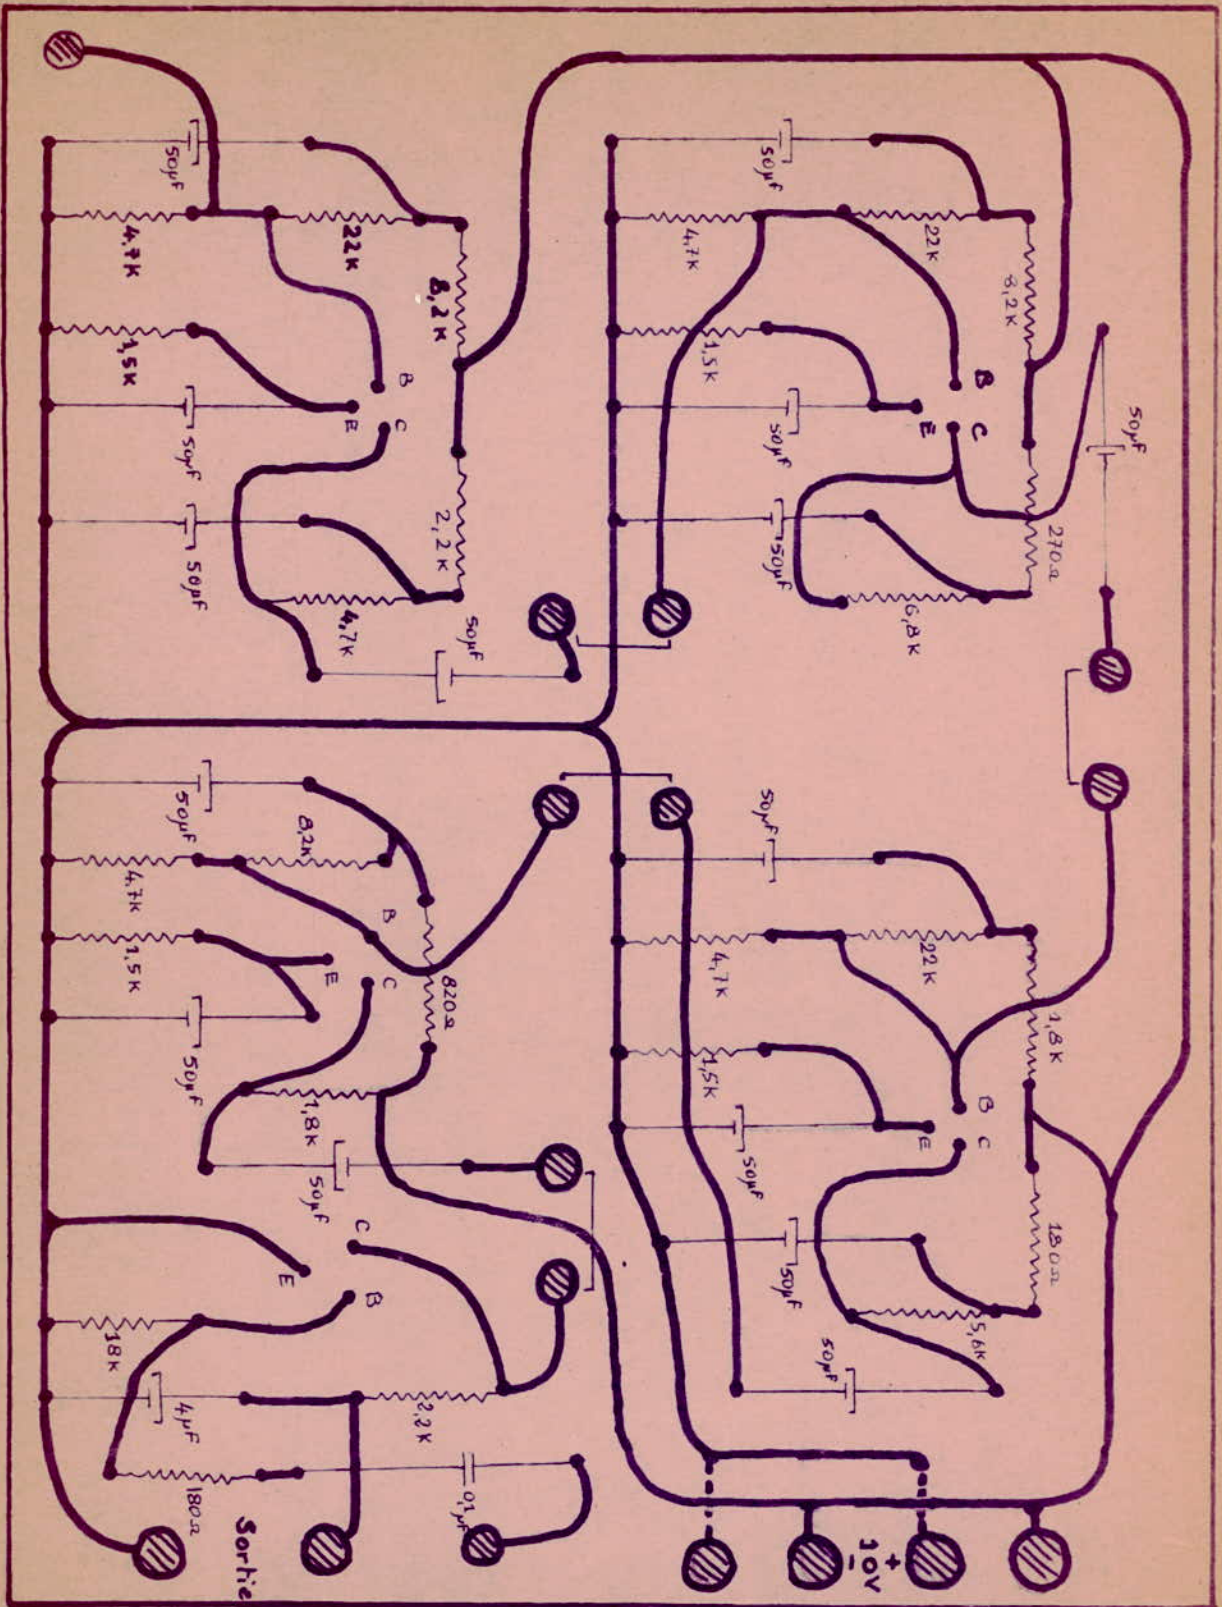 50µF
4,7K
22K
8,2K
1,5K
B
E
C
50µF
50µF
2,2K
4,7K
50µF
50µF
4,7K
22K
8,2K
1,5K
B
E
C
50µF
50µF
270Ω
6,8K
50µF
50µF
8,2K
4,7K
B
E
C
1,5K
820Ω
50µF
1,8K
50µF
50µF
4,7K
22K
1,8K
1,5K
B
C
E
50µF
50µF
180Ω
5,6K
50µF
C
E
B
18K
4µF
2,2K
180Ω
0,1µF
Sortie
+
10V
-